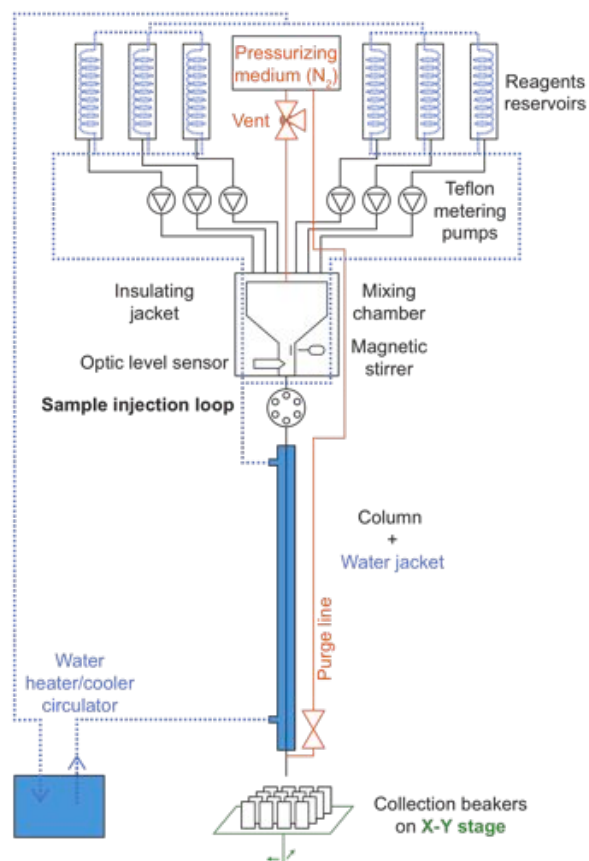 Pressurizing
medium (N₂)
Reagents
reservoirs
Vent
Teflon
metering
pumps
Insulating
jacket
Mixing
chamber
Optic level sensor
Magnetic
stirrer
Sample injection loop
Column
+
Water jacket
Purge line
Water
heater/cooler
circulator
Collection beakers
on X-Y stage